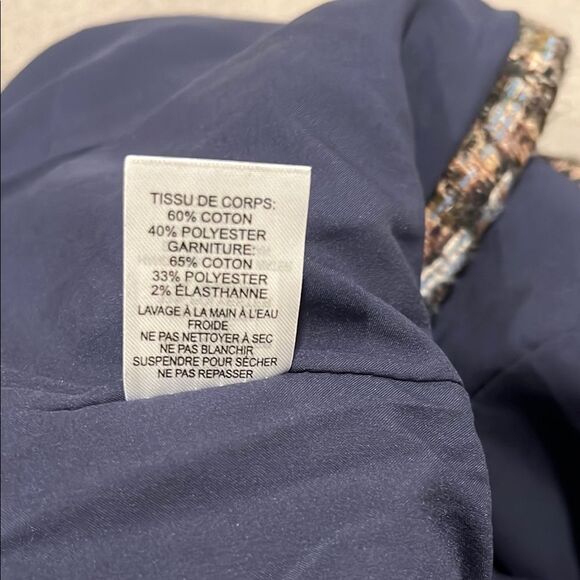 TISSU DE CORPS:
60% COTON
40% POLYESTER
GARNITURE:
65% COTON
33% POLYESTER
2% ÉLASTHANNE
LAVAGE À LA MAIN À L'EAU
FROIDE
NE PAS NETTOYER À SEC
NE PAS BLANCHIR
SUSPENDRE POUR SÉCHER
NE PAS REPASSER